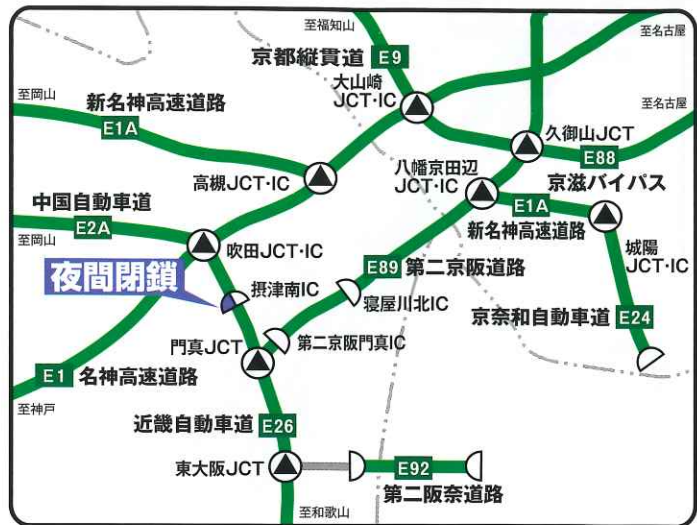 至福知山
至名古屋
京都縦貫道
E9
大山崎
JCT・IC
至岡山
新名神高速道路
E1A
至名古屋
久御山JCT
E88
京滋バイパス
高槻JCT・IC
八幡京田辺
JCT・IC
E1A
新名神高速道路
中国自動車道
E2A
至岡山
吹田JCT・IC
城陽
JCT・IC
夜間閉鎖
摂津南IC
E89
第二京阪道路
寝屋川北IC
京奈和自動車道
E24
門真JCT
第二京阪門真IC
E1
名神高速道路
至神戸
近畿自動車道
E26
東大阪JCT
E92
第二阪奈道路
至和歌山